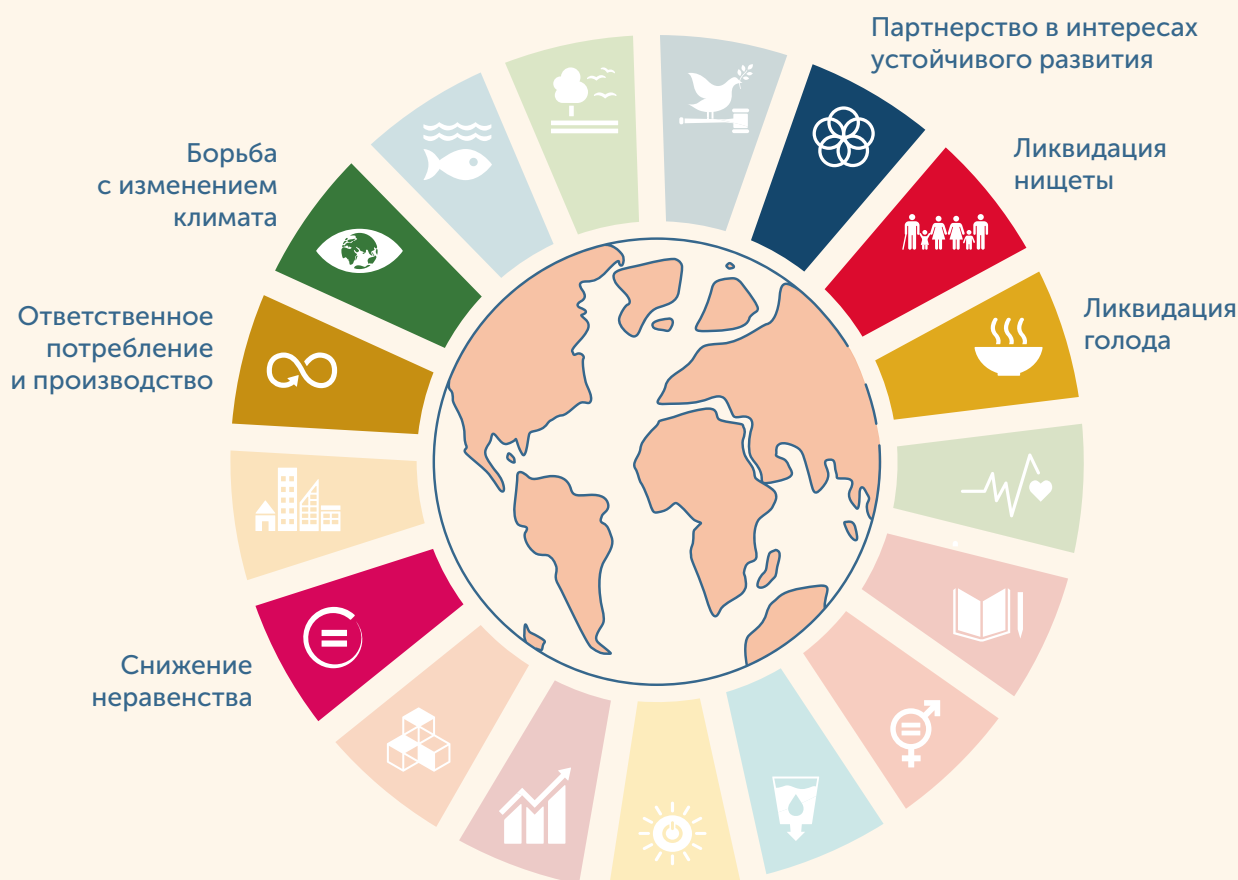 Партнерство в интересах
устойчивого развития
Ликвидация
нищеты
Ликвидация
голода
Борьба
с изменением
климата
Ответственное
потребление
и производство
Снижение
неравенства